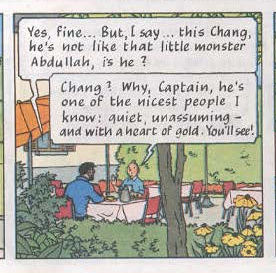 Yes, fine... But, I say ... this Chang,
he's not like that little monster
Abdullah, is he ?
Chang ? Why, Captain, he's
one of the nicest people I
know: quiet, unassuming –
and with a heart of gold. You'll see!